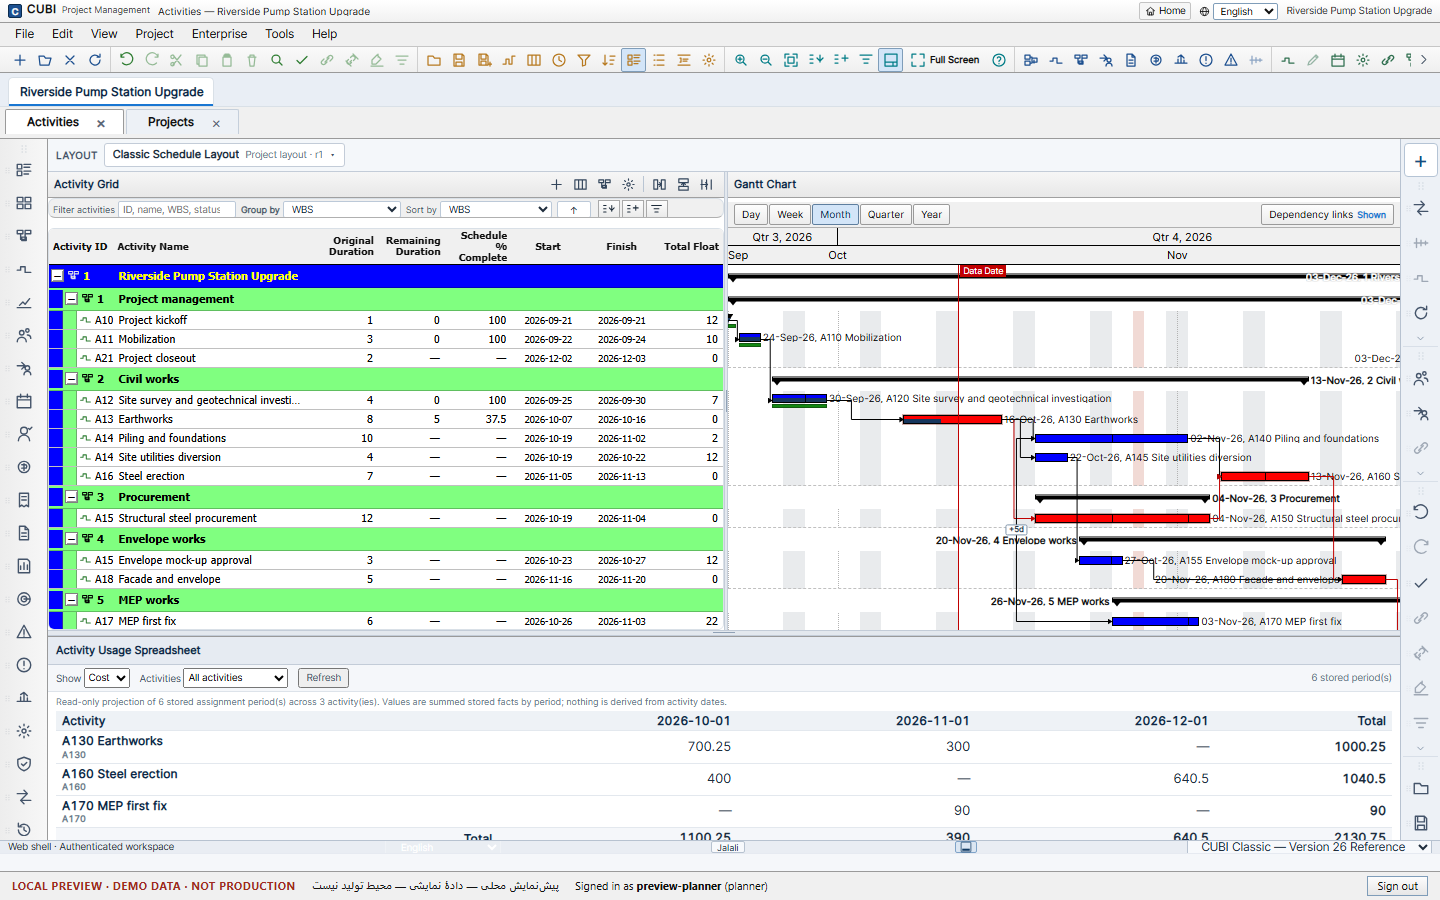 CUBI Project Management Activities — Riverside Pump Station Upgrade
Home English Riverside Pump Station Upgrade
File Edit View Project Enterprise Tools Help
Full Screen
Riverside Pump Station Upgrade
Activities × Projects ×
LAYOUT Classic Schedule Layout Project layout · r1
Activity Grid
Filter activities ID, name, WBS, status Group by WBS Sort by WBS
Activity ID Activity Name Original Duration Remaining Duration Schedule % Complete Start Finish Total Float
1 Riverside Pump Station Upgrade
1 Project management
A10 Project kickoff 1 0 100 2026-09-21 2026-09-21 12
A11 Mobilization 3 0 100 2026-09-22 2026-09-24 10
A21 Project closeout 2 — — 2026-12-02 2026-12-03 0
2 Civil works
A12 Site survey and geotechnical investi... 4 0 100 2026-09-25 2026-09-30 7
A13 Earthworks 8 5 37.5 2026-10-07 2026-10-16 0
A14 Piling and foundations 10 — — 2026-10-19 2026-11-02 2
A14 Site utilities diversion 4 — — 2026-10-19 2026-10-22 12
A16 Steel erection 7 — — 2026-11-05 2026-11-13 0
3 Procurement
A15 Structural steel procurement 12 — — 2026-10-19 2026-11-04 0
4 Envelope works
A15 Envelope mock-up approval 3 — — 2026-10-23 2026-10-27 12
A18 Facade and envelope 5 — — 2026-11-16 2026-11-20 0
5 MEP works
A17 MEP first fix 6 — — 2026-10-26 2026-11-03 22
Gantt Chart
Day Week Month Quarter Year Dependency links Shown
Qtr 3, 2026 Qtr 4, 2026
Sep Oct Nov
Data Date
03-Dec-26, 1 Rivers
03-Dec-
24-Sep-26, A110 Mobilization
03-Dec-2
13-Nov-26, 2 Civil
30-Sep-26, A120 Site survey and geotechnical investigation
16-Oct-26, A130 Earthworks
02-Nov-26, A140 Piling and foundations
22-Oct-26, A145 Site utilities diversion
13-Nov-26, A160 S
04-Nov-26, 3 Procurement
04-Nov-26, A150 Structural steel procur
+5d
20-Nov-26, 4 Envelope works
27-Oct-26, A155 Envelope mock-up approval
20-Nov-26, A180 Facade and envelope
26-Nov-26, 5 MEP works
03-Nov-26, A170 MEP first fix
Activity Usage Spreadsheet
Show Cost Activities All activities Refresh 6 stored period(s)
Read-only projection of 6 stored assignment period(s) across 3 activity(ies). Values are summed stored facts by period; nothing is derived from activity dates.
Activity 2026-10-01 2026-11-01 2026-12-01 Total
A130 Earthworks 700.25 300 — 1000.25
A130
A160 Steel erection 400 — 640.5 1040.5
A160
A170 MEP first fix — 90 — 90
A170
Total 1100.25 390 640.5 2130.75
Web shell · Authenticated workspace English Jalali CUBI Classic — Version 26 Reference
LOCAL PREVIEW · DEMO DATA · NOT PRODUCTION پیش‌نمایش محلی — دادهٔ نمایشی — محیط تولید نیست Signed in as preview-planner (planner) Sign out